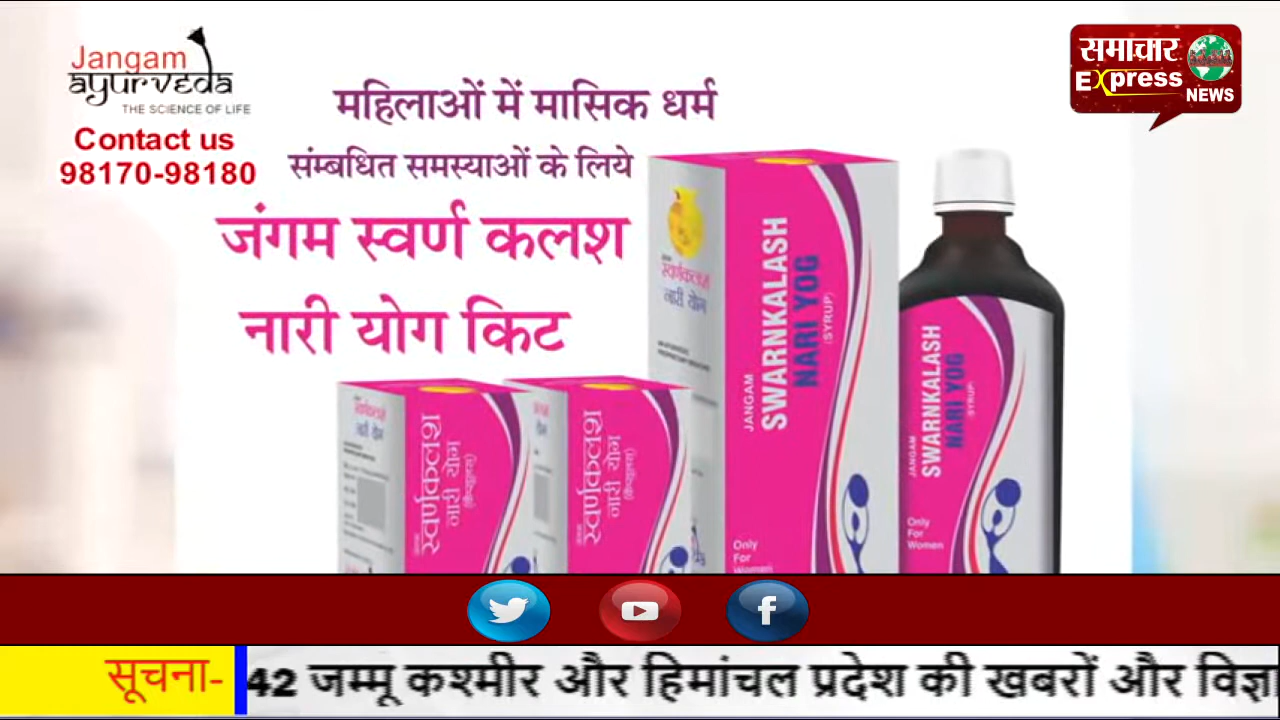 Jangam
ayurveda
THE SCIENCE OF LIFE
Contact us
98170-98180
महिलाओं में मासिक धर्म
संम्बधित समस्याओं के लिये
जंगम स्वर्ण कलश
नारी योग किट
समाचार
Express
NEWS
स्वर्णकलश
नारी योग
JANGAM
SWARNKALASH
NARI YOG
(SYRUP)
Only
For
Women
JANGAM
SWARNKALASH
NARI YOG
(SYRUP)
Only
For
Women
स्वर्णकलश
नारी योग
(कैप्सूल्स)
स्वर्णकलश
नारी योग
(कैप्सूल्स)
सूचना-
42 जम्मू कश्मीर और हिमांचल प्रदेश की खबरों और विज्ञा